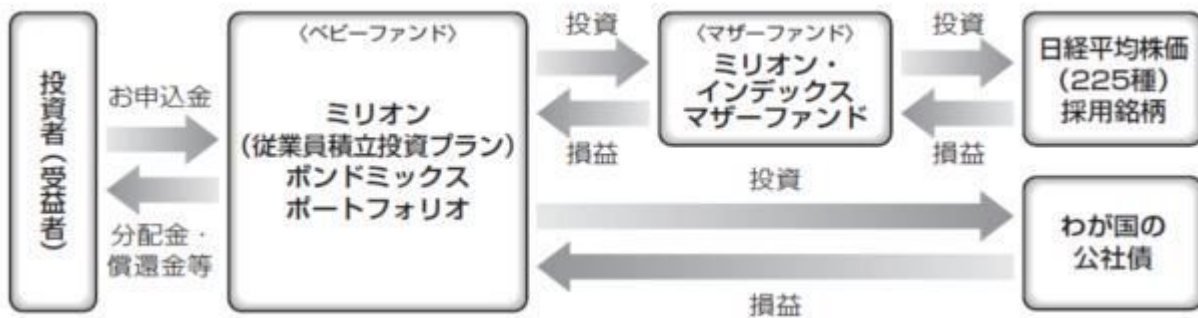 投資者（受益者）
お申込金
分配金・
償還金等
〈ベビーファンド〉
ミリオン
（従業員積立投資プラン）
ボンドミックス
ポートフォリオ
投資
損益
〈マザーファンド〉
ミリオン・
インデックス
マザーファンド
投資
損益
日経平均株価
（225種）
採用銘柄
投資
損益
わが国の
公社債